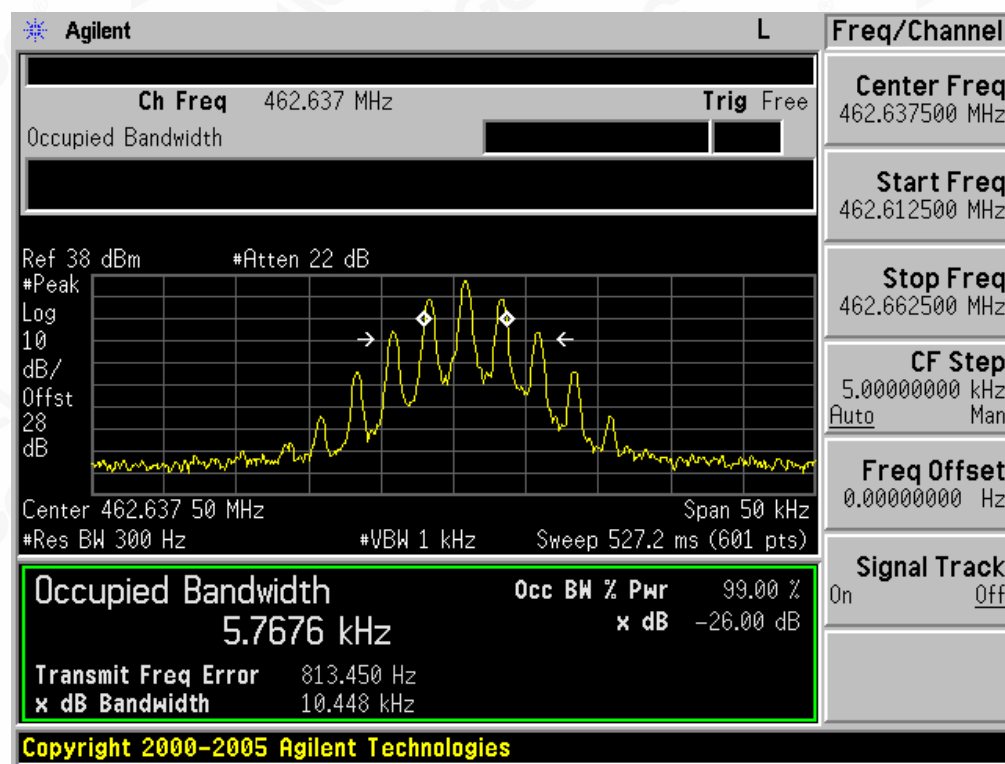 Agilent L Freq/Channel
Ch Freq 462.637 MHz Trig Free
Occupied Bandwidth
Center Freq
462.637500 MHz
Start Freq
462.612500 MHz
Ref 38 dBm #Atten 22 dB
#Peak
Log
10
dB/
Offst
28
dB
Stop Freq
462.662500 MHz
CF Step
5.00000000 kHz
Auto Man
Freq Offset
0.00000000 Hz
Center 462.637 50 MHz Span 50 kHz
#Res BW 300 Hz #VBW 1 kHz Sweep 527.2 ms (601 pts)
Signal Track
On Off
Occupied Bandwidth Occ BW % Pwr 99.00 %
5.7676 kHz x dB -26.00 dB
Transmit Freq Error 813.450 Hz
x dB Bandwidth 10.448 kHz
Copyright 2000-2005 Agilent Technologies